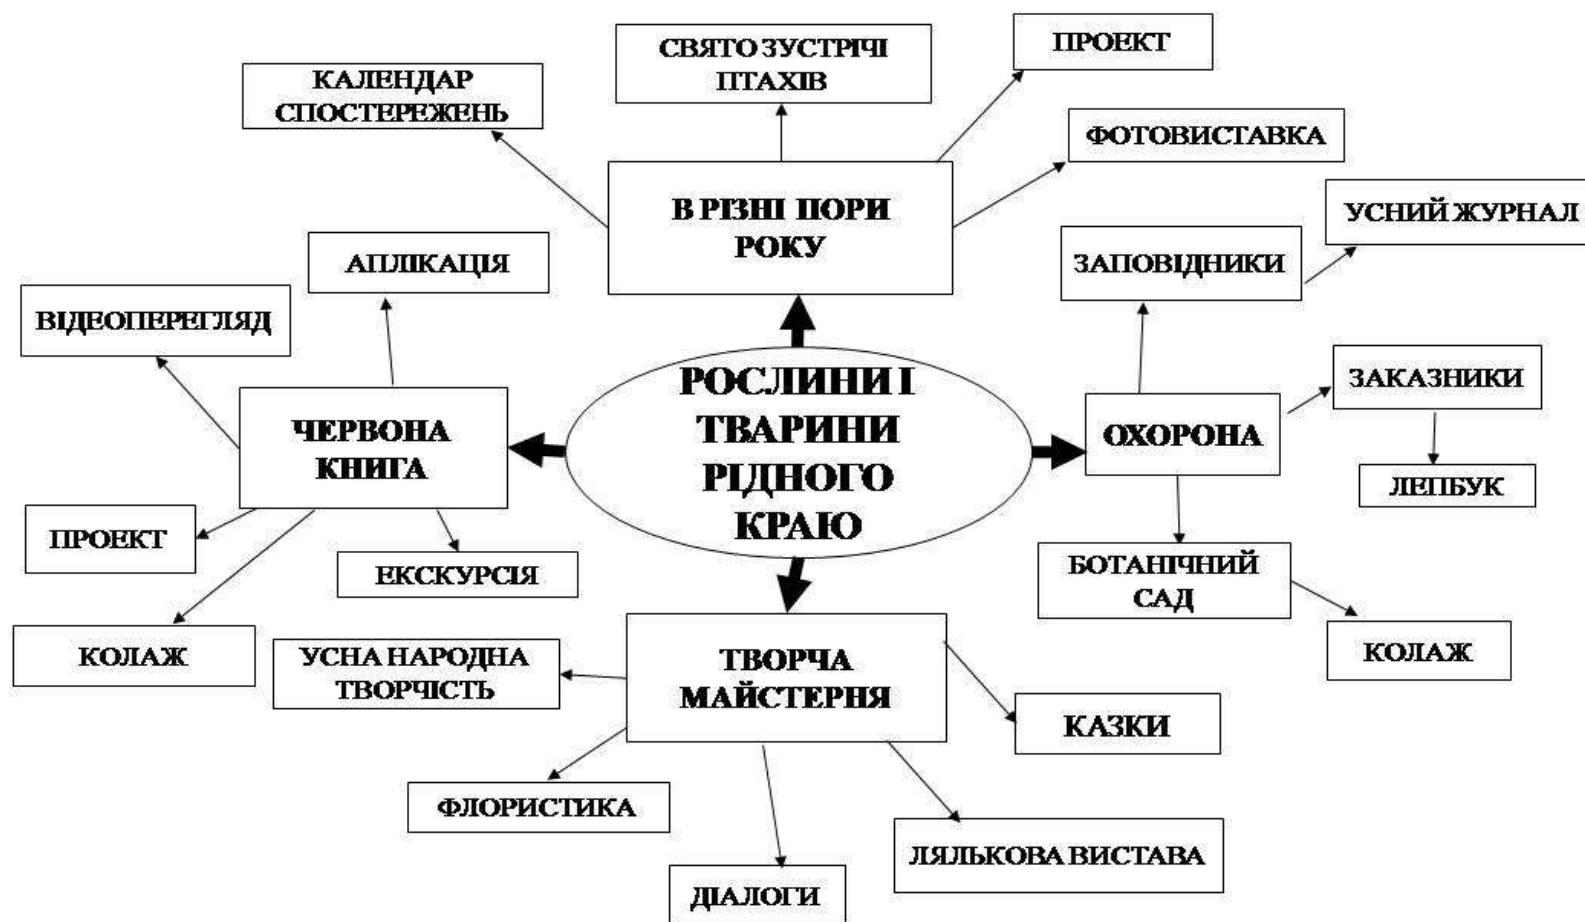 СВЯТО ЗУСТРІЧІ
ПТАХІВ
ПРОЕКТ
КАЛЕНДАР
СПОСТЕРЕЖЕНЬ
ФОТОВИСТАВКА
В РІЗНІ ПОРИ
РОКУ
УСНИЙ ЖУРНАЛ
АПЛІКАЦІЯ
ЗАПОВІДНИКИ
ВІДЕОПЕРЕГЛЯД
РОСЛИНИ І
ТВАРИНИ
РІДНОГО
КРАЮ
ЗАКАЗНИКИ
ЧЕРВОНА
КНИГА
ОХОРОНА
ЛЕПБУК
ПРОЕКТ
ЕКСКУРСІЯ
БОТАНІЧНИЙ
САД
КОЛАЖ
УСНА НАРОДНА
ТВОРЧІСТЬ
ТВОРЧА
МАЙСТЕРНЯ
КОЛАЖ
КАЗКИ
ФЛОРИСТИКА
ЛЯЛЬКОВА ВИСТАВА
ДІАЛОГИ